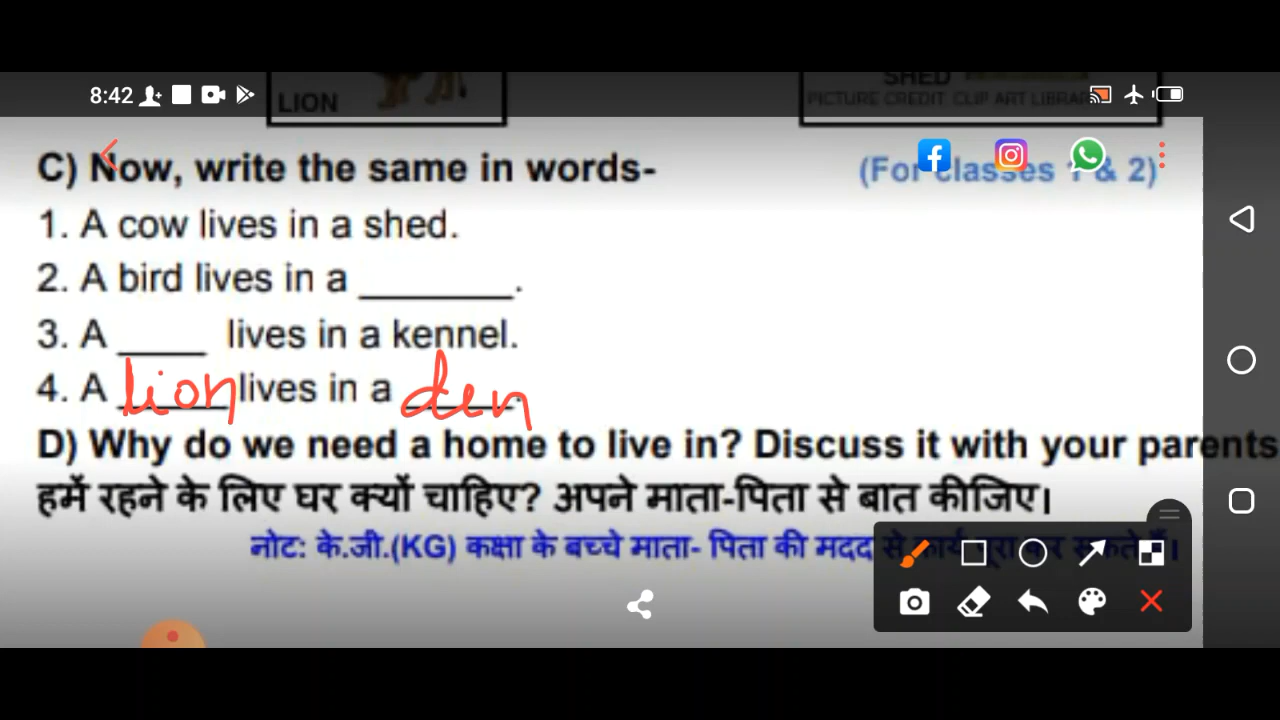 8:42
LION
SHED
PICTURE CREDIT CLIP ART LIBRARY
C) Now, write the same in words-
(For classes 1 & 2)
1. A cow lives in a shed.
2. A bird lives in a ________.
3. A _____ lives in a kennel.
4. A lion lives in a den.
D) Why do we need a home to live in? Discuss it with your parents
हमें रहने के लिए घर क्यों चाहिए? अपने माता-पिता से बात कीजिए।
नोट: के.जी.(KG) कक्षा के बच्चे माता- पिता की मदद से कार्य पूरा कर सकते हैं।